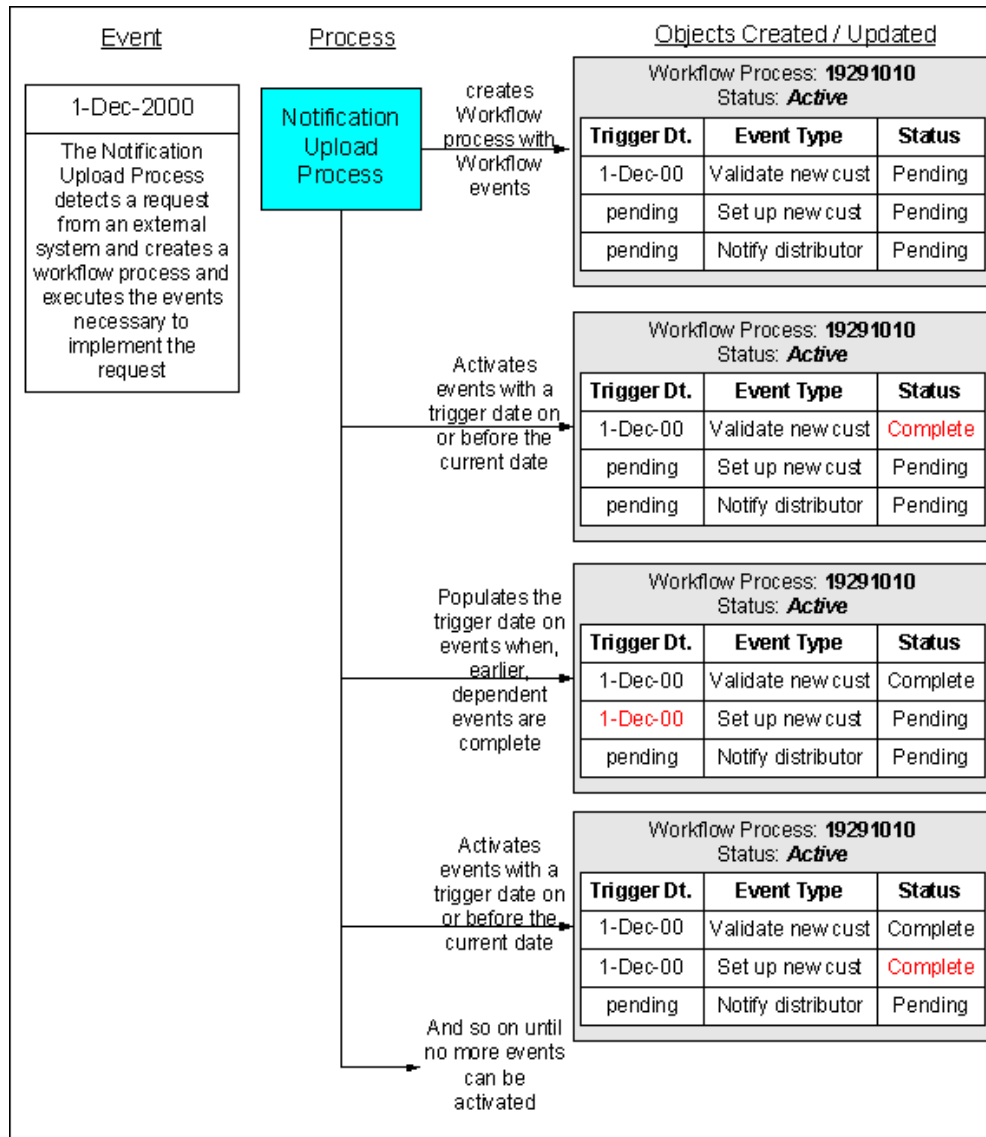 Event
Process
Objects Created / Updated
1-Dec-2000
The Notification
Upload Process
detects a request
from an external
system and creates a
workflow process and
executes the events
necessary to
implement the
request
Notification
Upload
Process
creates
Workflow
process with
Workflow
events
Workflow Process: 19291010
Status: Active
Trigger Dt. Event Type Status
1-Dec-00 Validate new cust Pending
pending Set up new cust Pending
pending Notify distributor Pending
Activates
events with a
trigger date on
or before the
current date
Workflow Process: 19291010
Status: Active
Trigger Dt. Event Type Status
1-Dec-00 Validate new cust Complete
pending Set up new cust Pending
pending Notify distributor Pending
Populates the
trigger date on
events when,
earlier,
dependent
events are
complete
Workflow Process: 19291010
Status: Active
Trigger Dt. Event Type Status
1-Dec-00 Validate new cust Complete
1-Dec-00 Set up new cust Pending
pending Notify distributor Pending
Activates
events with a
trigger date on
or before the
current date
Workflow Process: 19291010
Status: Active
Trigger Dt. Event Type Status
1-Dec-00 Validate new cust Complete
1-Dec-00 Set up new cust Complete
pending Notify distributor Pending
And so on until
no more events
can be
activated